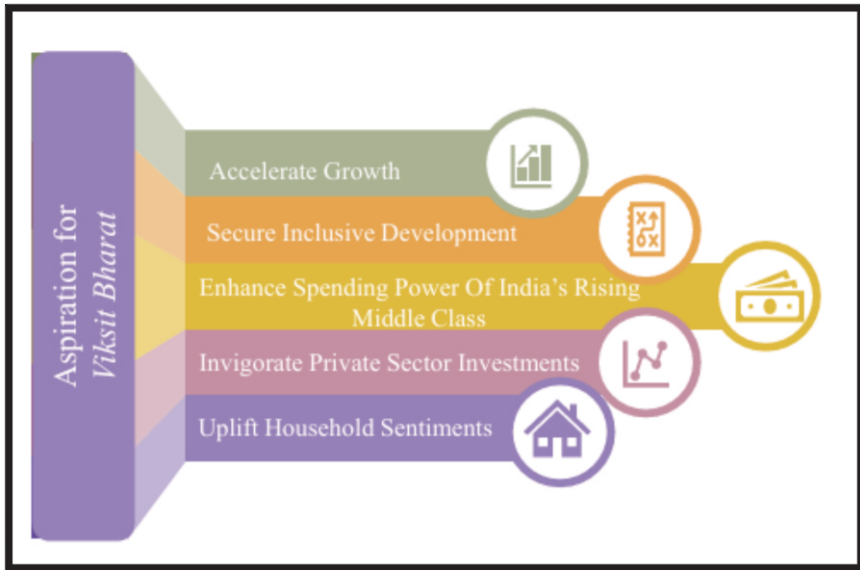 Aspiration for
Viksit Bharat
Accelerate Growth
Secure Inclusive Development
Enhance Spending Power Of India's Rising
Middle Class
Invigorate Private Sector Investments
Uplift Household Sentiments